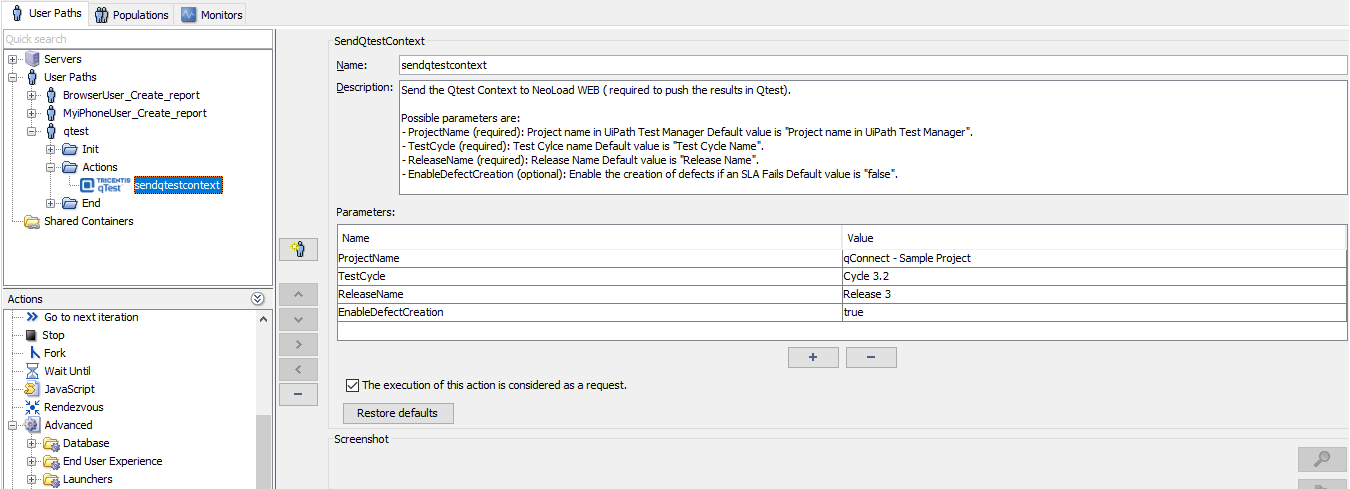 User Paths
Populations
Monitors
Quick search
Servers
User Paths
BrowserUser_Create_report
MyiPhoneUser_Create_report
qtest
Init
Actions
TRICENTIS
qTest
sendqtestcontext
End
Shared Containers
Actions
Go to next iteration
Stop
Fork
Wait Until
JavaScript
Rendezvous
Advanced
Database
End User Experience
Launchers
SendQtestContext
Name:
sendqtestcontext
Description:
Send the Qtest Context to NeoLoad WEB ( required to push the results in Qtest).
Possible parameters are:
- ProjectName (required): Project name in UiPath Test Manager Default value is "Project name in UiPath Test Manager".
- TestCycle (required): Test Cylce name Default value is "Test Cycle Name".
- ReleaseName (required): Release Name Default value is "Release Name".
- EnableDefectCreation (optional): Enable the creation of defects if an SLA Fails Default value is "false".
Parameters:
Name Value
ProjectName qConnect - Sample Project
TestCycle Cycle 3.2
ReleaseName Release 3
EnableDefectCreation true
+ −
The execution of this action is considered as a request.
Restore defaults
Screenshot